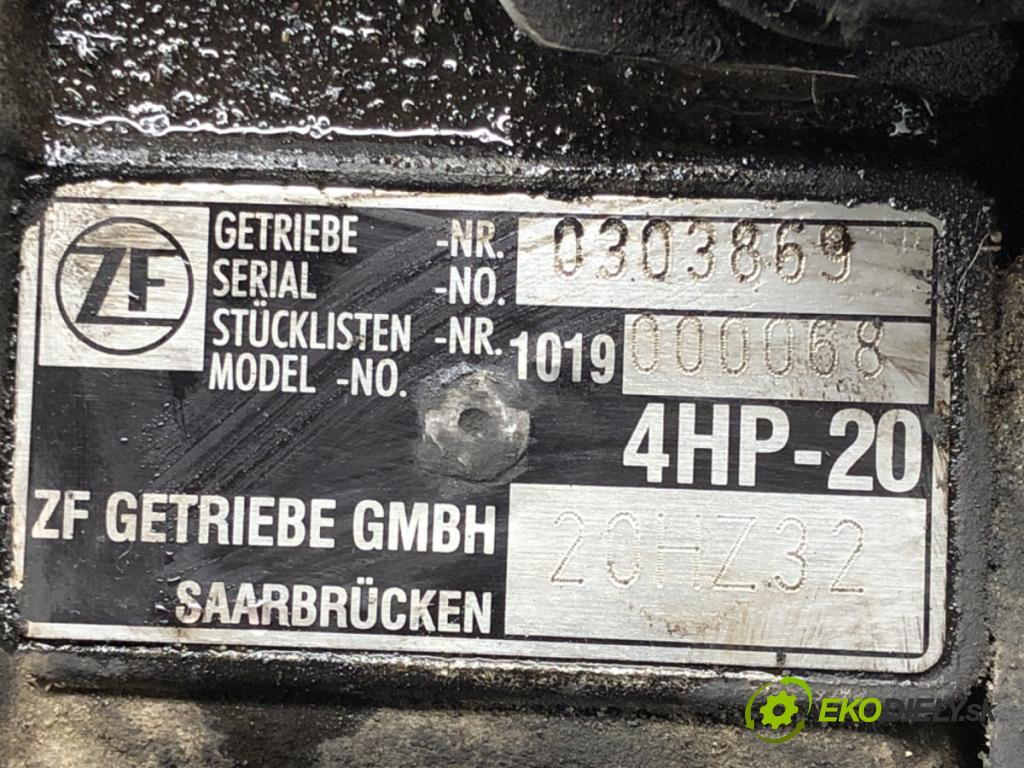 ZF
GETRIEBE -NR. 0303869
SERIAL -NO.
STÜCKLISTEN -NR. 1019 000068
MODEL -NO.
4HP-20
ZF GETRIEBE GMBH 20HZ32
SAARBRÜCKEN
EKODIELY.sk